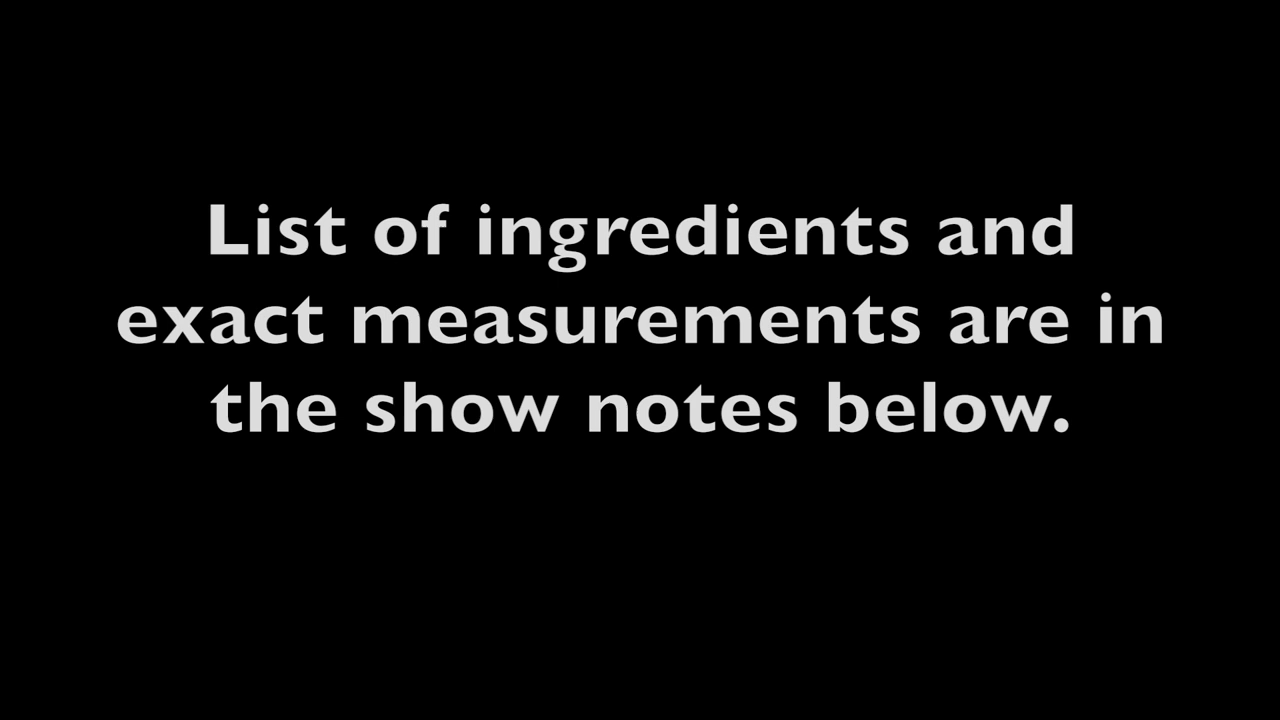 List of ingredients and
exact measurements are in
the show notes below.